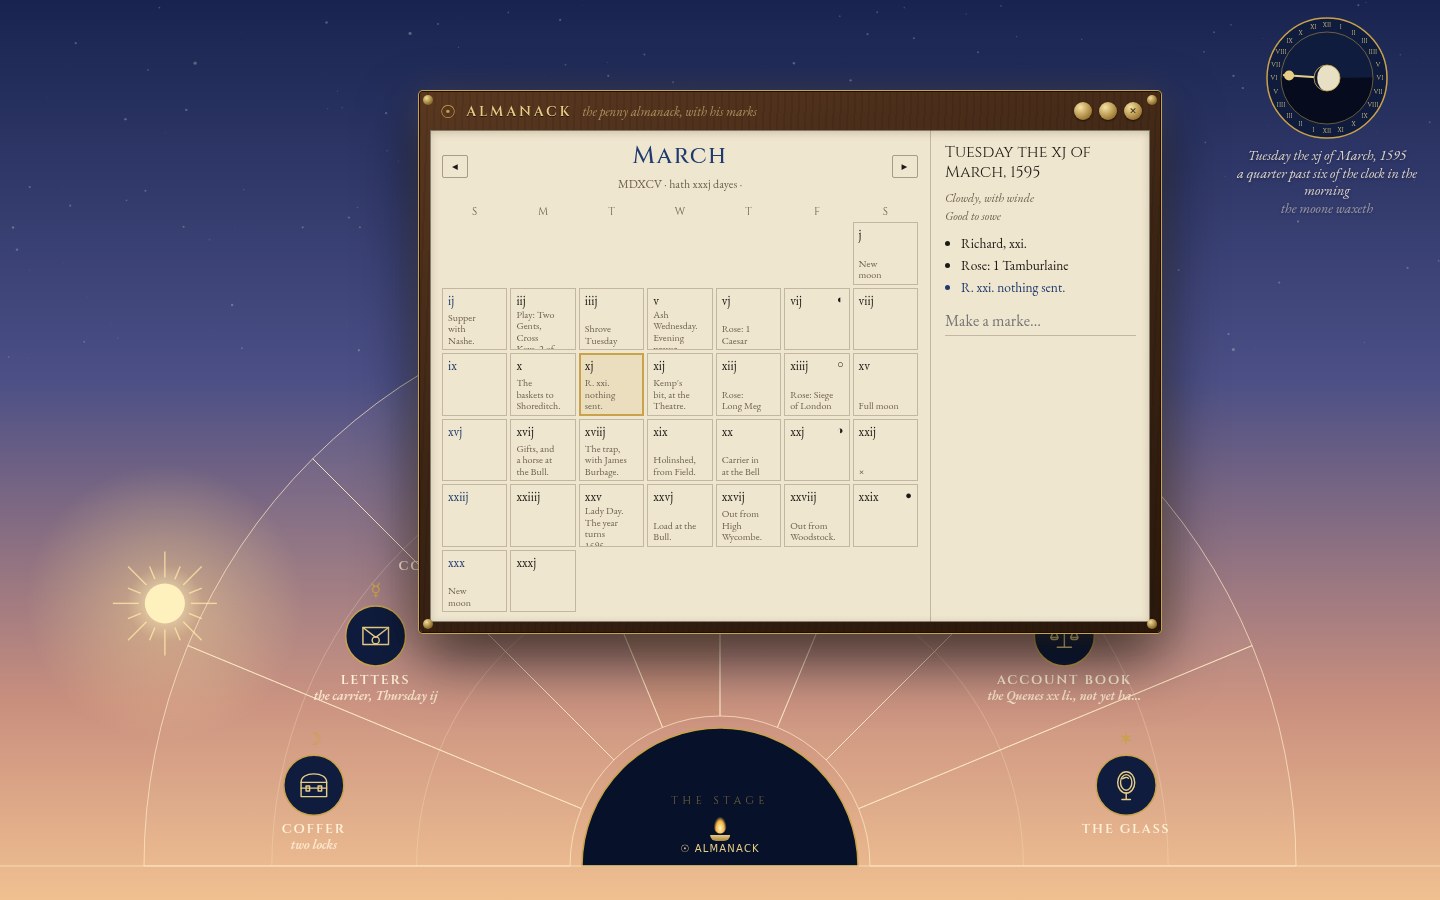 ☉ ALMANACK the penny almanack, with his marks
×
◄
March
►
MDXCV · hath xxxj dayes ·
S M T W T F S
j
New moon
ij
Supper with Nashe.
iij
Play: Two Gents, Cross
iiij
Shrove Tuesday
v
Ash Wednesday. Evening
vj
Rose: 1 Caesar
vij
viij
ix
x
The baskets to Shoreditch.
xj
R. xxi. nothing sent.
xij
Kemp's bit, at the Theatre.
xiij
Rose: Long Meg
xiiij
Rose: Siege of London
xv
Full moon
xvj
xvij
Gifts, and a horse at the Bull.
xviij
The trap, with James Burbage.
xix
Holinshed, from Field.
xx
Carrier in at the Bell
xxj
xxij
×
xxiij
xxiiij
xxv
Lady Day. The year turns
xxvj
Load at the Bull.
xxvij
Out from High Wycombe.
xxviij
Out from Woodstock.
xxix
xxx
New moon
xxxj
Tuesday the xj of
March, 1595
Clowdy, with winde
Good to sowe
Richard, xxi.
Rose: 1 Tamburlaine
R. xxi. nothing sent.
Make a marke...
Tuesday the xj of March, 1595
a quarter past six of the clock in the
morning
the moone waxeth
CO
LETTERS
the carrier, Thursday ij
ACCOUNT BOOK
the Quenes xx li., not yet ha...
COFFER
two locks
THE GLASS
THE STAGE
☉ ALMANACK